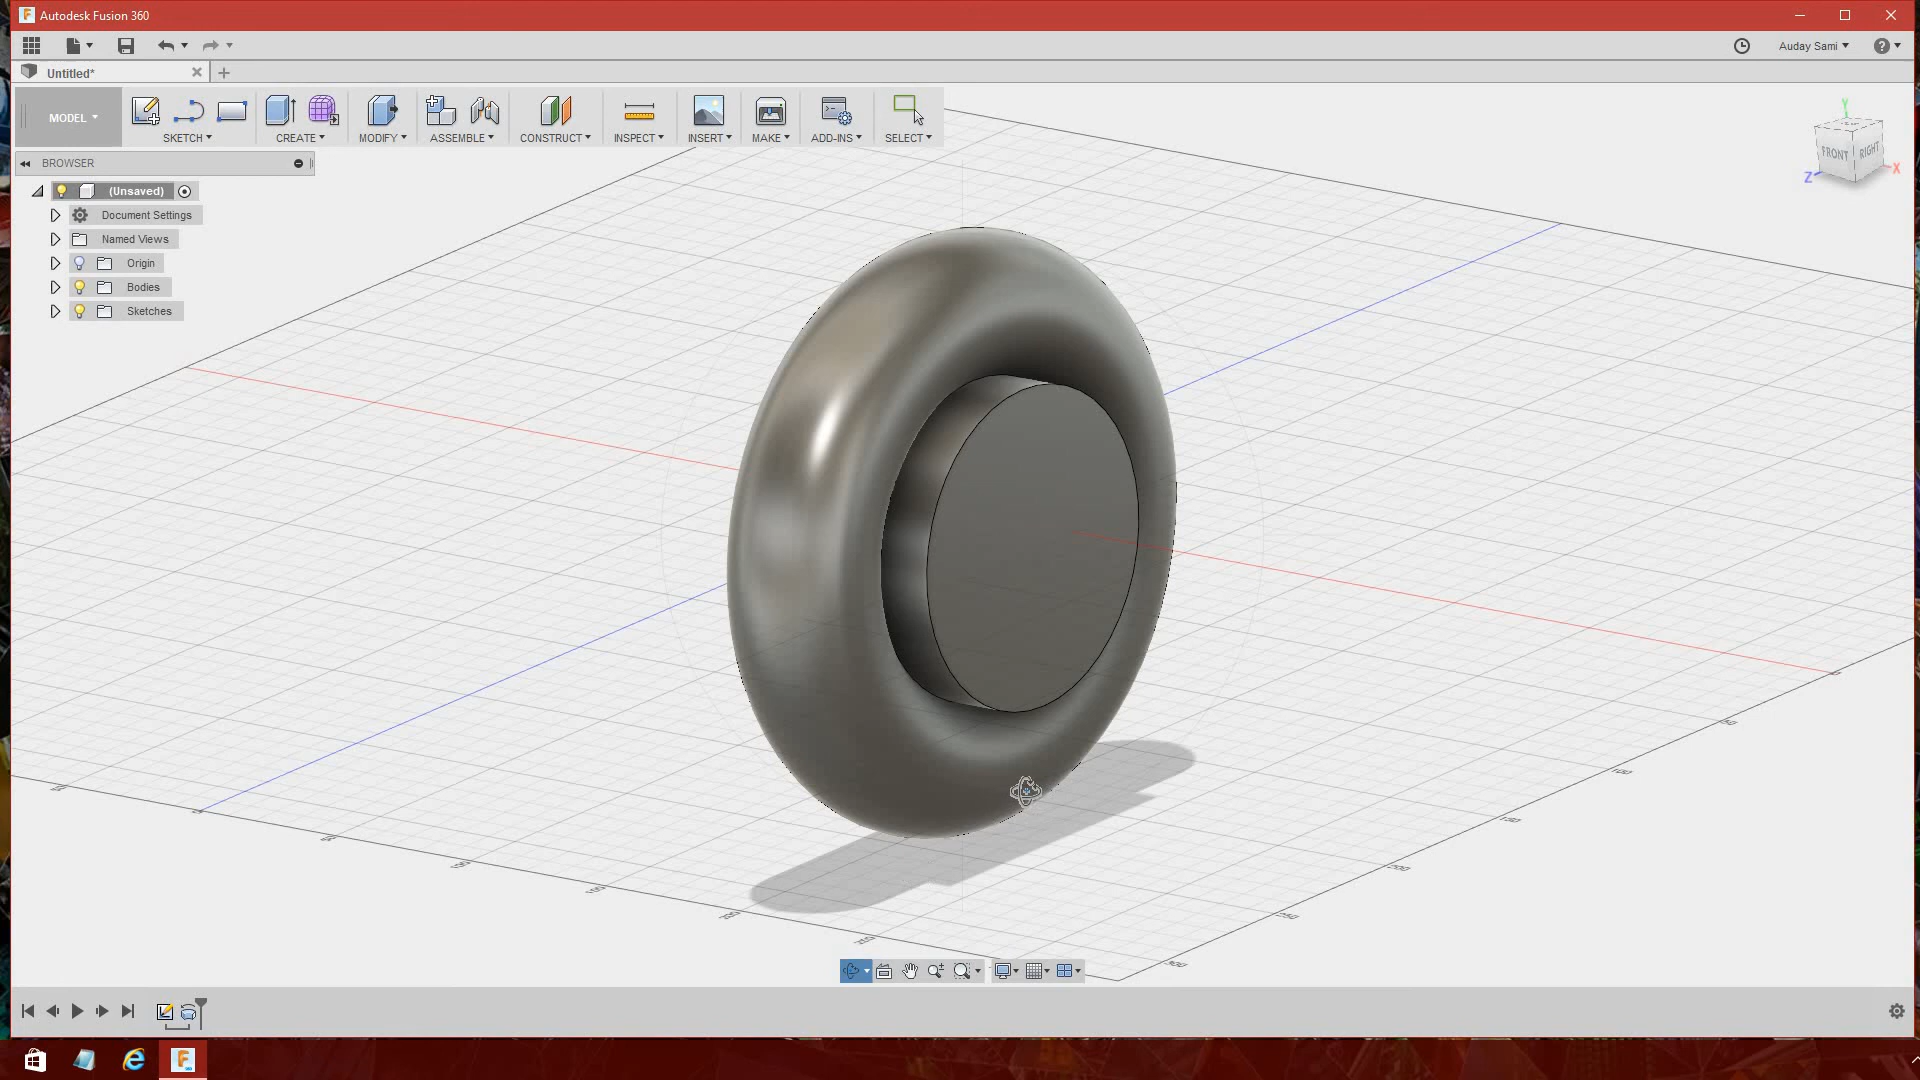 Autodesk Fusion 360
Auday Sami
Untitled*
MODEL
SKETCH
CREATE
MODIFY
ASSEMBLE
CONSTRUCT
INSPECT
INSERT
MAKE
ADD-INS
SELECT
BROWSER
(Unsaved)
Document Settings
Named Views
Origin
Bodies
Sketches
Y
FRONT
RIGHT
Z
X